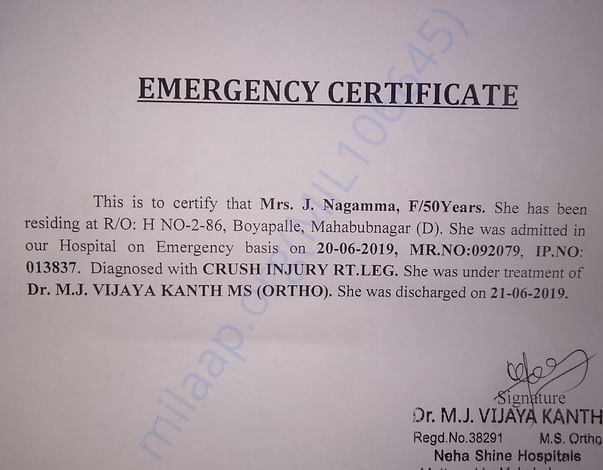 EMERGENCY CERTIFICATE
This is to certify that Mrs. J. Nagamma, F/50Years. She has been
residing at R/O: H NO-2-86, Boyapalle, Mahabubnagar (D). She was admitted in
our Hospital on Emergency basis on 20-06-2019, MR.NO:092079, IP.NO:
013837. Diagnosed with CRUSH INJURY RT.LEG. She was under treatment of
Dr. M.J. VIJAYA KANTH MS (ORTHO). She was discharged on 21-06-2019.
Signature
Dr. M.J. VIJAYA KANTH
Regd.No.38291 M.S. Ortho
Neha Shine Hospitals
milaap.org(MIL106645)